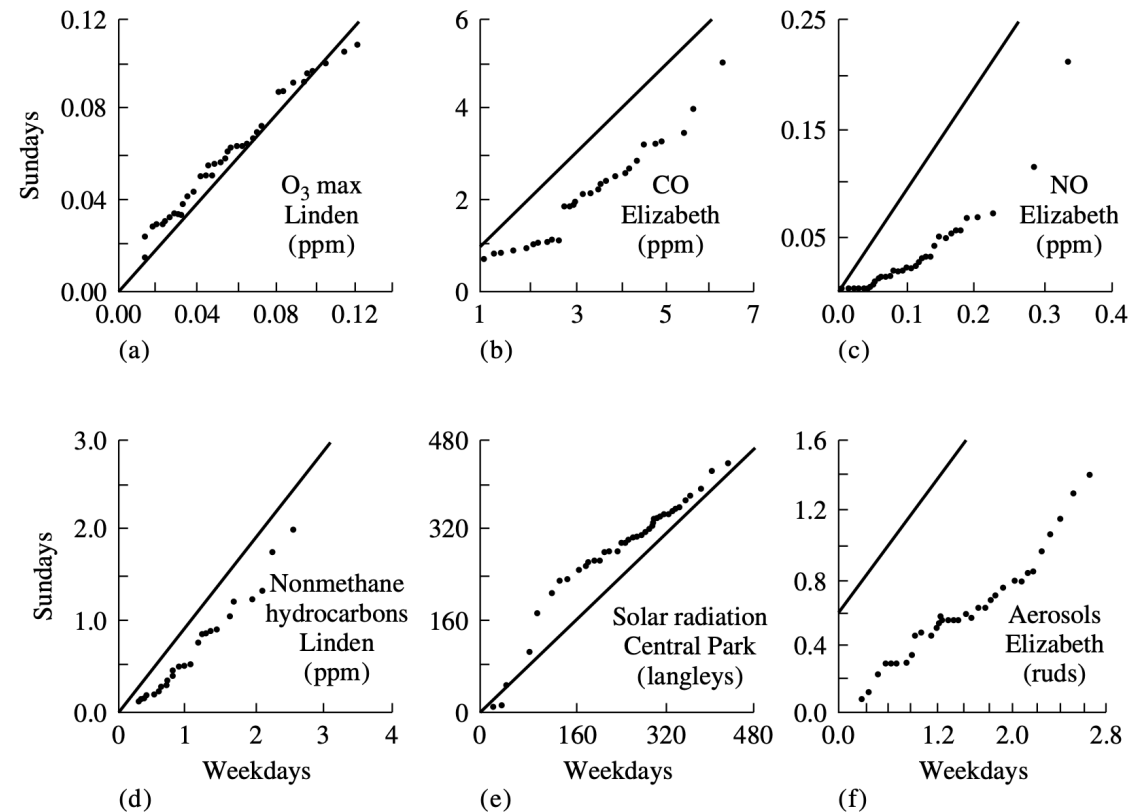 0.12
0.08
0.04
0.00
Sundays
0.00 0.04 0.08 0.12
O3 max
Linden
(ppm)
(a)
6
4
2
0
1 3 5 7
CO
Elizabeth
(ppm)
(b)
0.25
0.15
0.05
0.0 0.1 0.2 0.3 0.4
NO
Elizabeth
(ppm)
(c)
3.0
2.0
1.0
0.0
Sundays
0 1 2 3 4
Nonmethane
hydrocarbons
Linden
(ppm)
Weekdays
(d)
480
320
160
0
0 160 320 480
Solar radiation
Central Park
(langleys)
Weekdays
(e)
1.6
1.2
0.8
0.4
0.0
0.0 1.2 2.0 2.8
Aerosols
Elizabeth
(ruds)
Weekdays
(f)